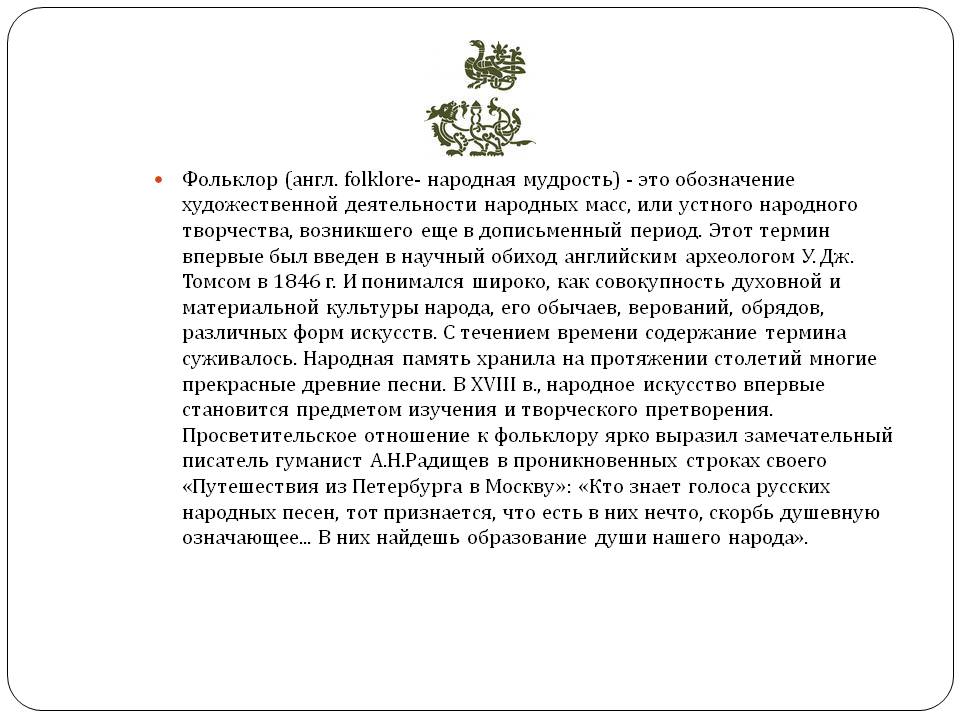 • Фольклор (англ. folklore- народная мудрость) - это обозначение
художественной деятельности народных масс, или устного народного
творчества, возникшего еще в дописьменный период. Этот термин
впервые был введен в научный обиход английским археологом У. Дж.
Томсом в 1846 г. И понимался широко, как совокупность духовной и
материальной культуры народа, его обычаев, верований, обрядов,
различных форм искусств. С течением времени содержание термина
суживалось. Народная память хранила на протяжении столетий многие
прекрасные древние песни. В XVIII в., народное искусство впервые
становится предметом изучения и творческого претворения.
Просветительское отношение к фольклору ярко выразил замечательный
писатель гуманист А.Н.Радищев в проникновенных строках своего
«Путешествия из Петербурга в Москву»: «Кто знает голоса русских
народных песен, тот признается, что есть в них нечто, скорбь душевную
означающее... В них найдешь образование души нашего народа».